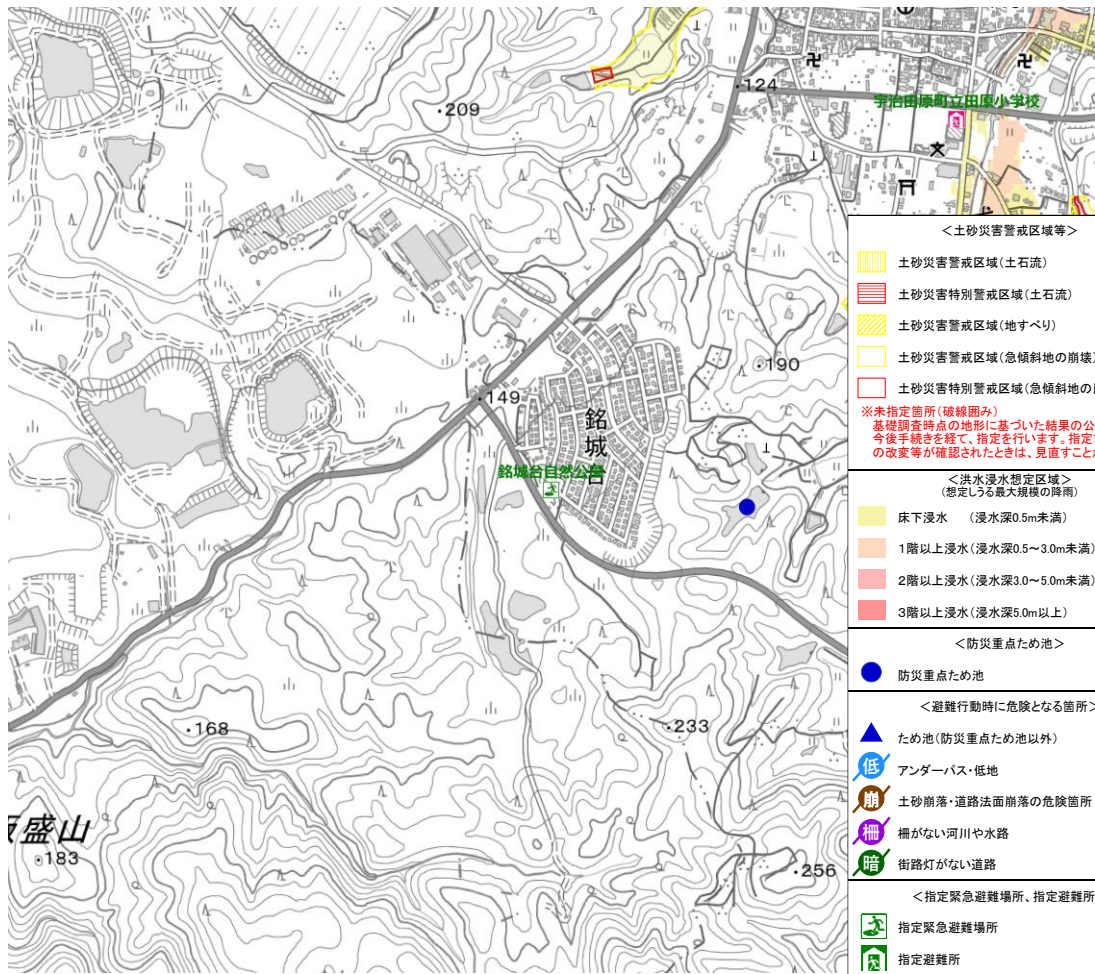 124
宇治田原町立田原小学校
209
190
149
銘城台
銘城台自然公園
168
233
飯盛山
183
256
＜土砂災害警戒区域等＞
土砂災害警戒区域(土石流)
土砂災害特別警戒区域(土石流)
土砂災害警戒区域(地すべり)
土砂災害警戒区域(急傾斜地の崩壊)
土砂災害特別警戒区域(急傾斜地の
※未指定箇所(破線囲み)
基礎調査時点の地形に基づいた結果の公
今後手続きを経て、指定を行います。指定
の改変等が確認されたときは、見直すことが
＜洪水浸水想定区域＞
(想定しうる最大規模の降雨)
床下浸水　(浸水深0.5m未満)
1階以上浸水(浸水深0.5～3.0m未満)
2階以上浸水(浸水深3.0～5.0m未満)
3階以上浸水(浸水深5.0m以上)
＜防災重点ため池＞
防災重点ため池
＜避難行動時に危険となる箇所＞
ため池(防災重点ため池以外)
低 アンダーパス・低地
崩 土砂崩落・道路法面崩落の危険箇所
柵 柵がない河川や水路
暗 街路灯がない道路
＜指定緊急避難場所、指定避難所
指定緊急避難場所
指定避難所